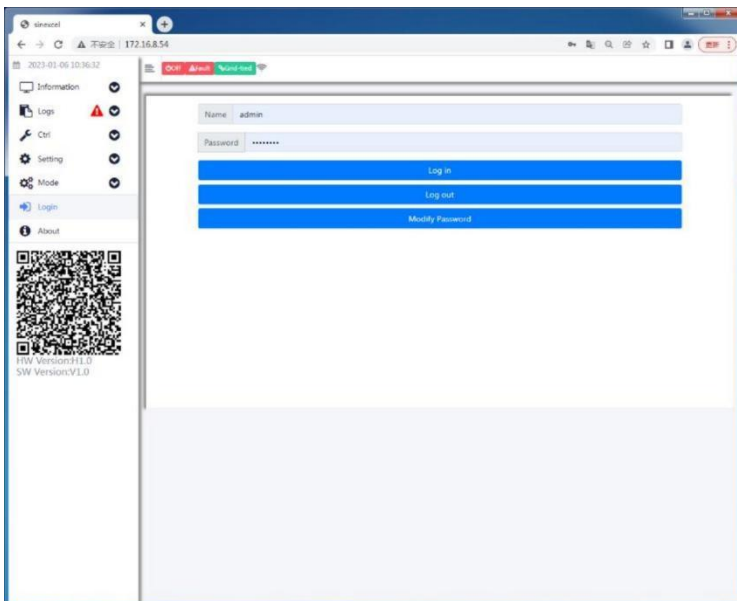 sinexcel
不安全 | 172.16.8.54
更新
2023-01-06 10:36:32
Off Fault Grid-tied
Information
Logs
Ctrl
Setting
Mode
Login
About
HW Version:H1.0
SW Version:V1.0
Name admin
Password ••••••••
Log in
Log out
Modify Password